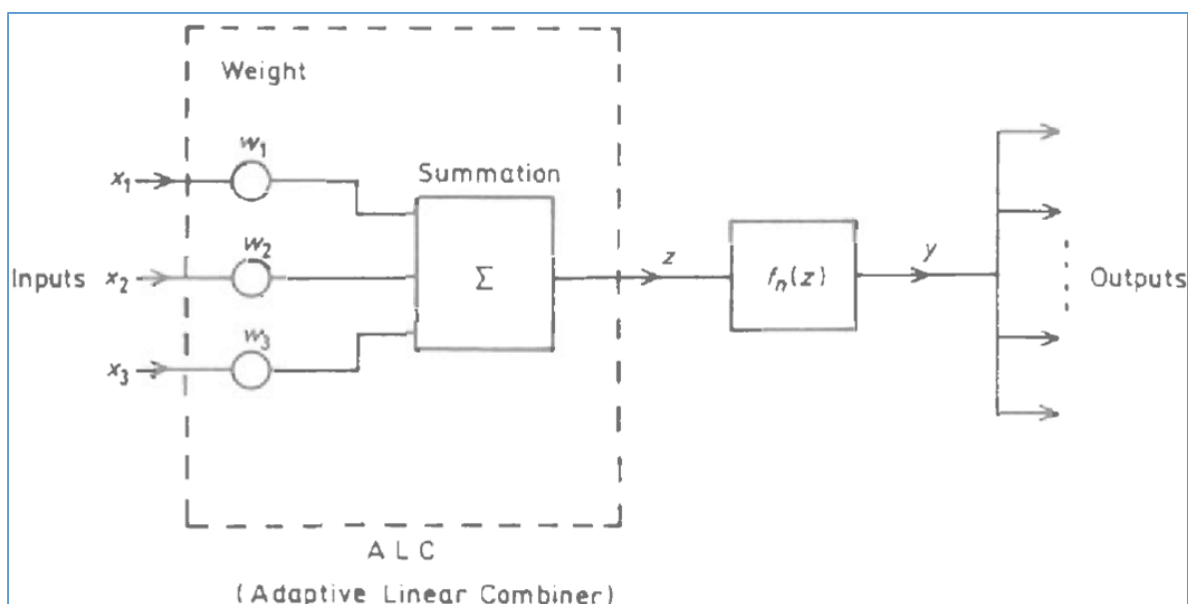 Weight
w₁
x₁
Summation
w₂
Inputs x₂
Σ
z
fₙ(z)
y
Outputs
w₃
x₃
A L C
(Adaptive Linear Combiner)